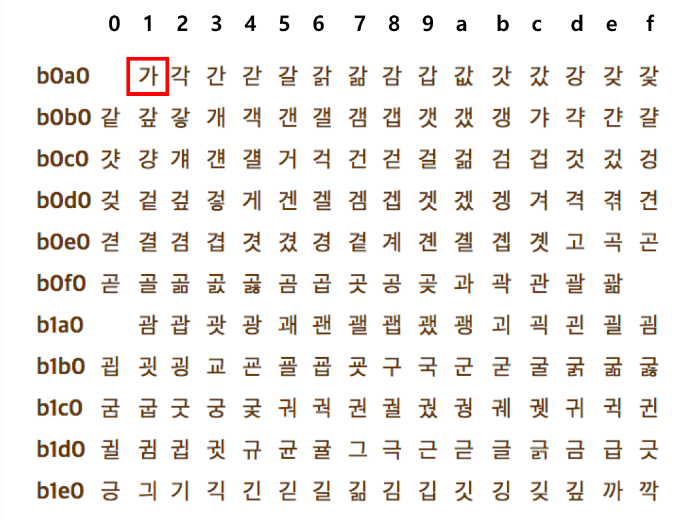 0 1 2 3 4 5 6 7 8 9 a b c d e f
b0a0 가 각 간 갇 갈 갉 갊 감 갑 값 갓 갔 강 갖 갗
b0b0 같 갚 갛 개 객 갠 갤 갬 갭 갯 갰 갱 갸 갹 갼 걀
b0c0 걋 걍 걔 걘 걜 거 걱 건 걷 걸 걺 검 겁 것 겄 겅
b0d0 겆 겉 겊 겋 게 겐 겔 겜 겝 겟 겠 겡 겨 격 겪 견
b0e0 겯 결 겸 겹 겻 겼 경 곁 계 곈 곌 곕 곗 고 곡 곤
b0f0 곧 골 곪 곬 곯 곰 곱 곳 공 곶 과 곽 관 괄 괆
b1a0 괌 괍 괏 광 괘 괜 괠 괩 괬 괭 괴 괵 괸 괼 굄
b1b0 굅 굇 굉 교 굔 굘 굡 굣 구 국 군 굳 굴 굵 굶 굻
b1c0 굼 굽 굿 궁 궂 궈 궉 권 궐 궜 궝 궤 궷 귀 귁 귄
b1d0 귈 귐 귑 귓 규 균 귤 그 극 근 귿 글 긁 금 급 긋
b1e0 긍 긔 기 긱 긴 긷 길 긺 김 깁 깃 깅 깆 깊 까 깍